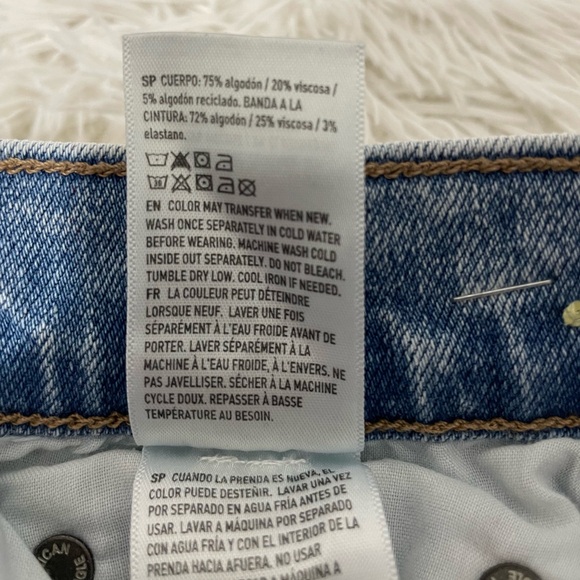 SP CUERPO: 75% algodón / 20% viscosa /
5% algodón reciclado. BANDA A LA
CINTURA: 72% algodón / 25% viscosa / 3%
elastano.
EN COLOR MAY TRANSFER WHEN NEW.
WASH ONCE SEPARATELY IN COLD WATER
BEFORE WEARING. MACHINE WASH COLD
INSIDE OUT SEPARATELY. DO NOT BLEACH.
TUMBLE DRY LOW. COOL IRON IF NEEDED.
FR LA COULEUR PEUT DÉTEINDRE
LORSQUE NEUF. LAVER UNE FOIS
SÉPARÉMENT À L'EAU FROIDE AVANT DE
PORTER. LAVER SÉPARÉMENT À LA
MACHINE À L'EAU FROIDE, À L'ENVERS. NE
PAS JAVELLISER. SÉCHER À LA MACHINE
CYCLE DOUX. REPASSER À BASSE
TEMPÉRATURE AU BESOIN.
SP CUANDO LA PRENDA ES NUEVA, EL
COLOR PUEDE DESTEÑIR. LAVAR UNA VEZ
POR SEPARADO EN AGUA FRÍA ANTES DE
USAR. LAVAR A MÁQUINA POR SEPARADO
CON AGUA FRÍA Y CON EL INTERIOR DE LA
PRENDA HACIA AFUERA. NO USAR